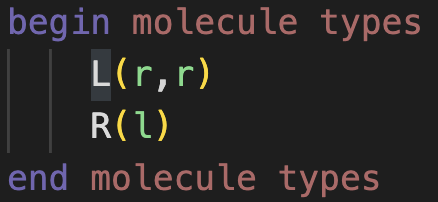 begin molecule types
L(r,r)
R(l)
end molecule types